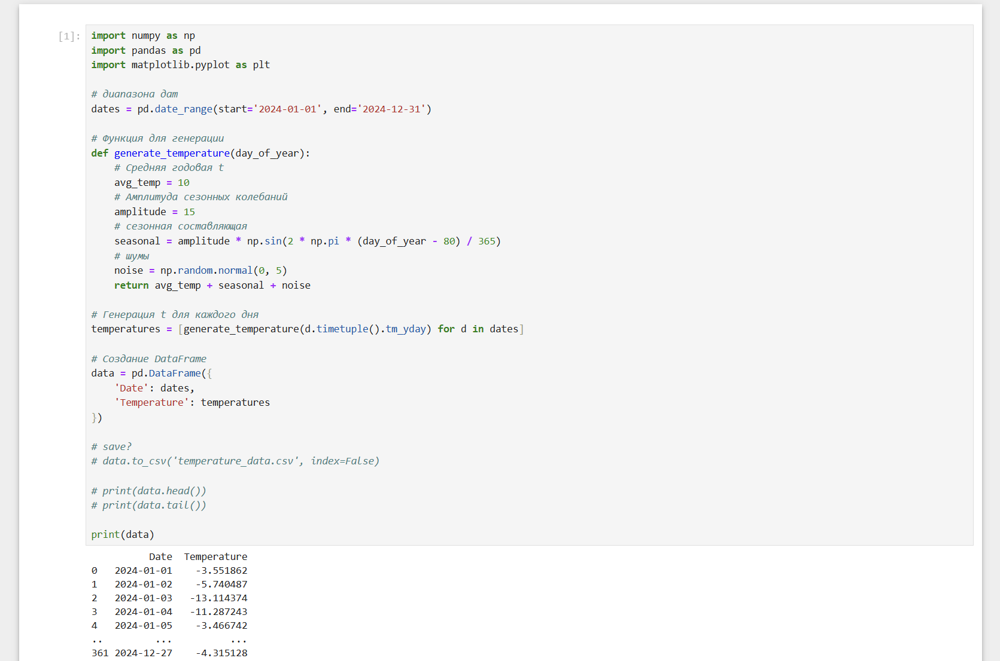 [1]:
import numpy as np
import pandas as pd
import matplotlib.pyplot as plt
# диапазона дат
dates = pd.date_range(start='2024-01-01', end='2024-12-31')
# Функция для генерации
def generate_temperature(day_of_year):
    # Средняя годовая t
    avg_temp = 10
    # Амплитуда сезонных колебаний
    amplitude = 15
    # сезонная составляющая
    seasonal = amplitude * np.sin(2 * np.pi * (day_of_year - 80) / 365)
    # шумы
    noise = np.random.normal(0, 5)
    return avg_temp + seasonal + noise
# Генерация t для каждого дня
temperatures = [generate_temperature(d.timetuple().tm_yday) for d in dates]
# Создание DataFrame
data = pd.DataFrame({
    'Date': dates,
    'Temperature': temperatures
})
# save?
# data.to_csv('temperature_data.csv', index=False)
# print(data.head())
# print(data.tail())
print(data)
          Date  Temperature
0   2024-01-01    -3.551862
1   2024-01-02    -5.740487
2   2024-01-03   -13.114374
3   2024-01-04   -11.287243
4   2024-01-05    -3.466742
..         ...          ...
361 2024-12-27    -4.315128